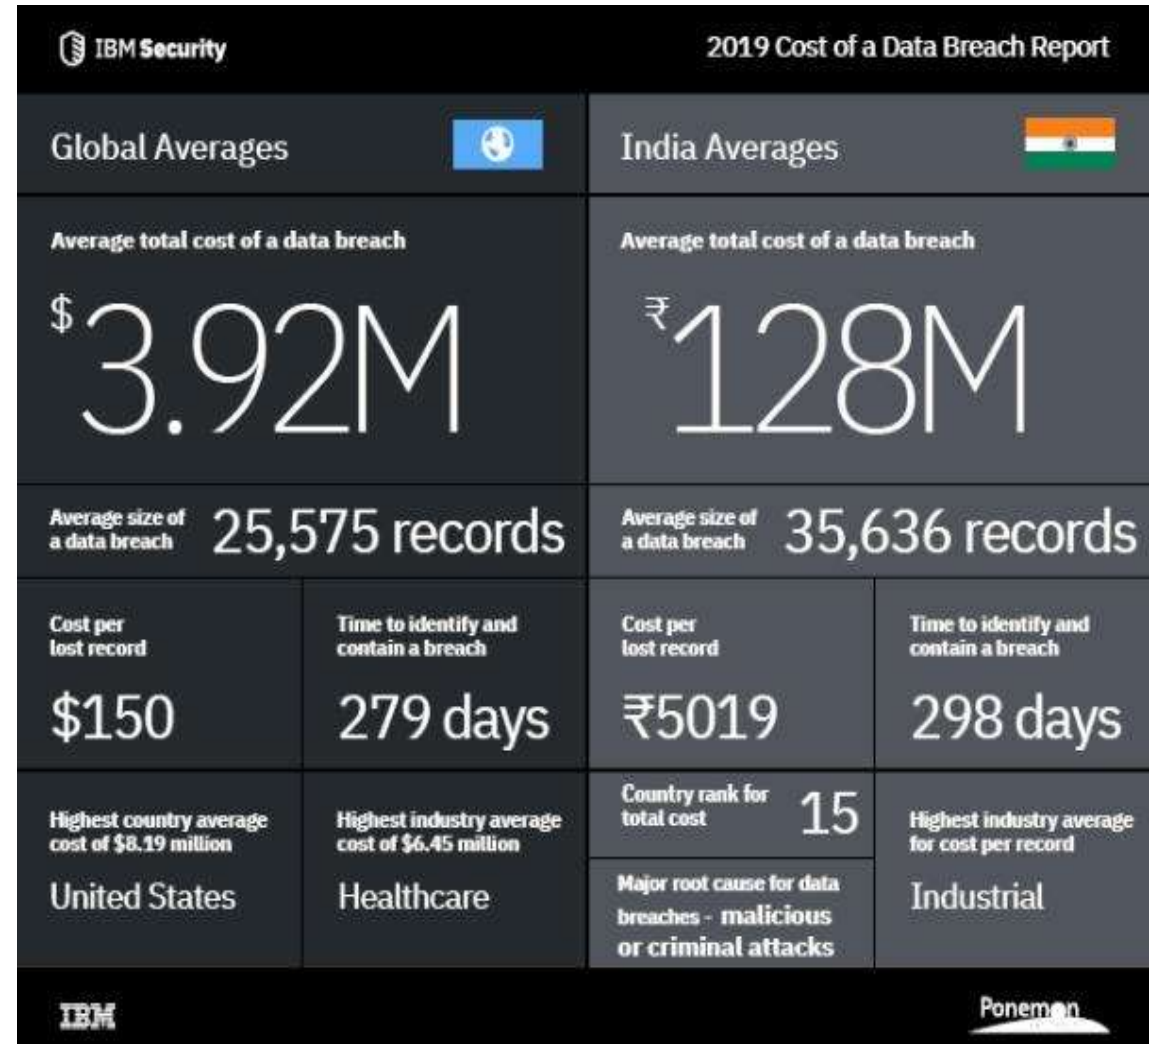 IBM Security
2019 Cost of a Data Breach Report
Global Averages
Average total cost of a data breach
$3.92M
Average size of
a data breach
25,575 records
Cost per
lost record
$150
Time to identify and
contain a breach
279 days
Highest country average
cost of $8.19 million
United States
Highest industry average
cost of $6.45 million
Healthcare
India Averages
Average total cost of a data breach
₹128M
Average size of
a data breach
35,636 records
Cost per
lost record
₹5019
Time to identify and
contain a breach
298 days
Country rank for
total cost
15
Major root cause for data
breaches - malicious
or criminal attacks
Highest industry average
for cost per record
Industrial
IBM
Ponemon